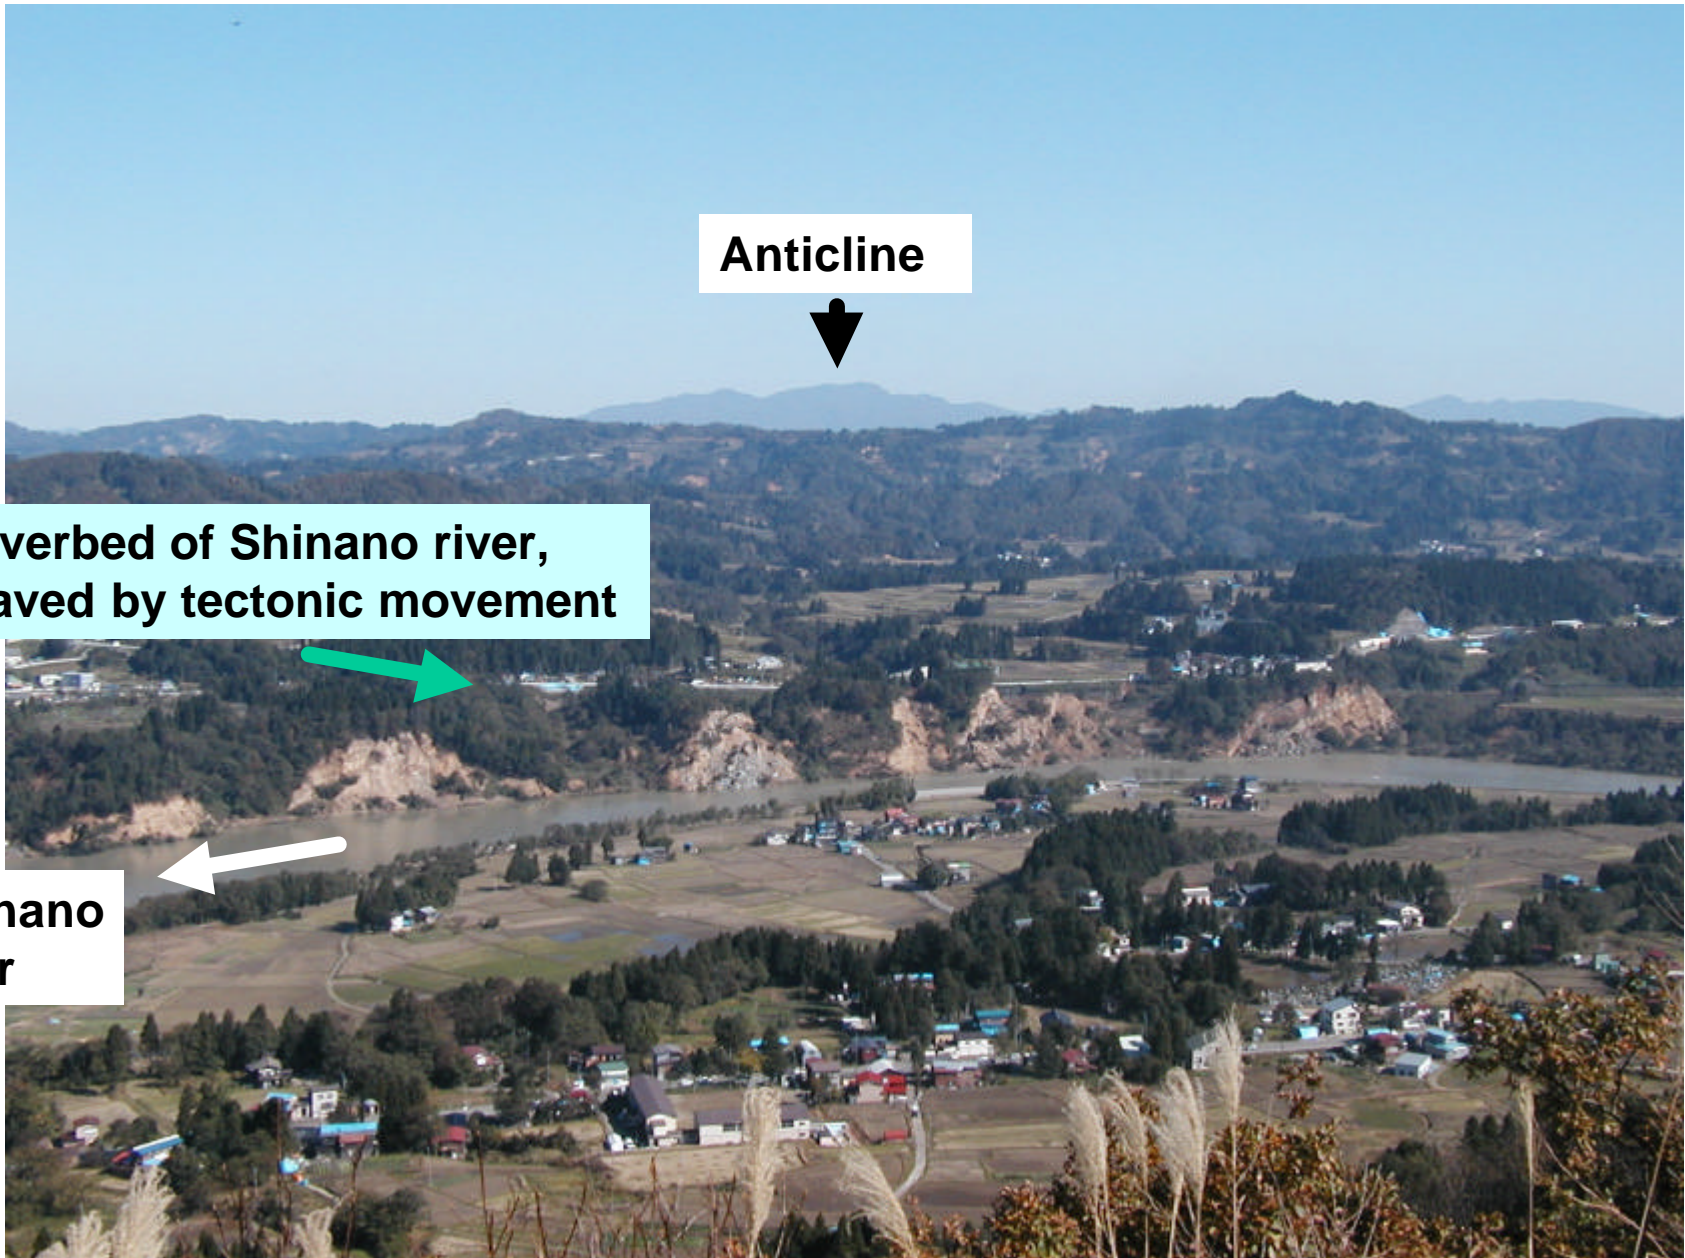 Anticline
verbed of Shinano river,
aved by tectonic movement
nano
r